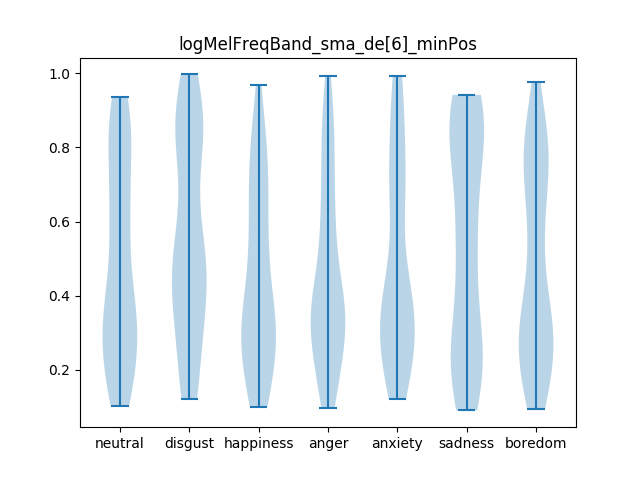 logMelFreqBand_sma_de[6]_minPos
1.0
0.8
0.6
0.4
0.2
neutral disgust happiness anger anxiety sadness boredom